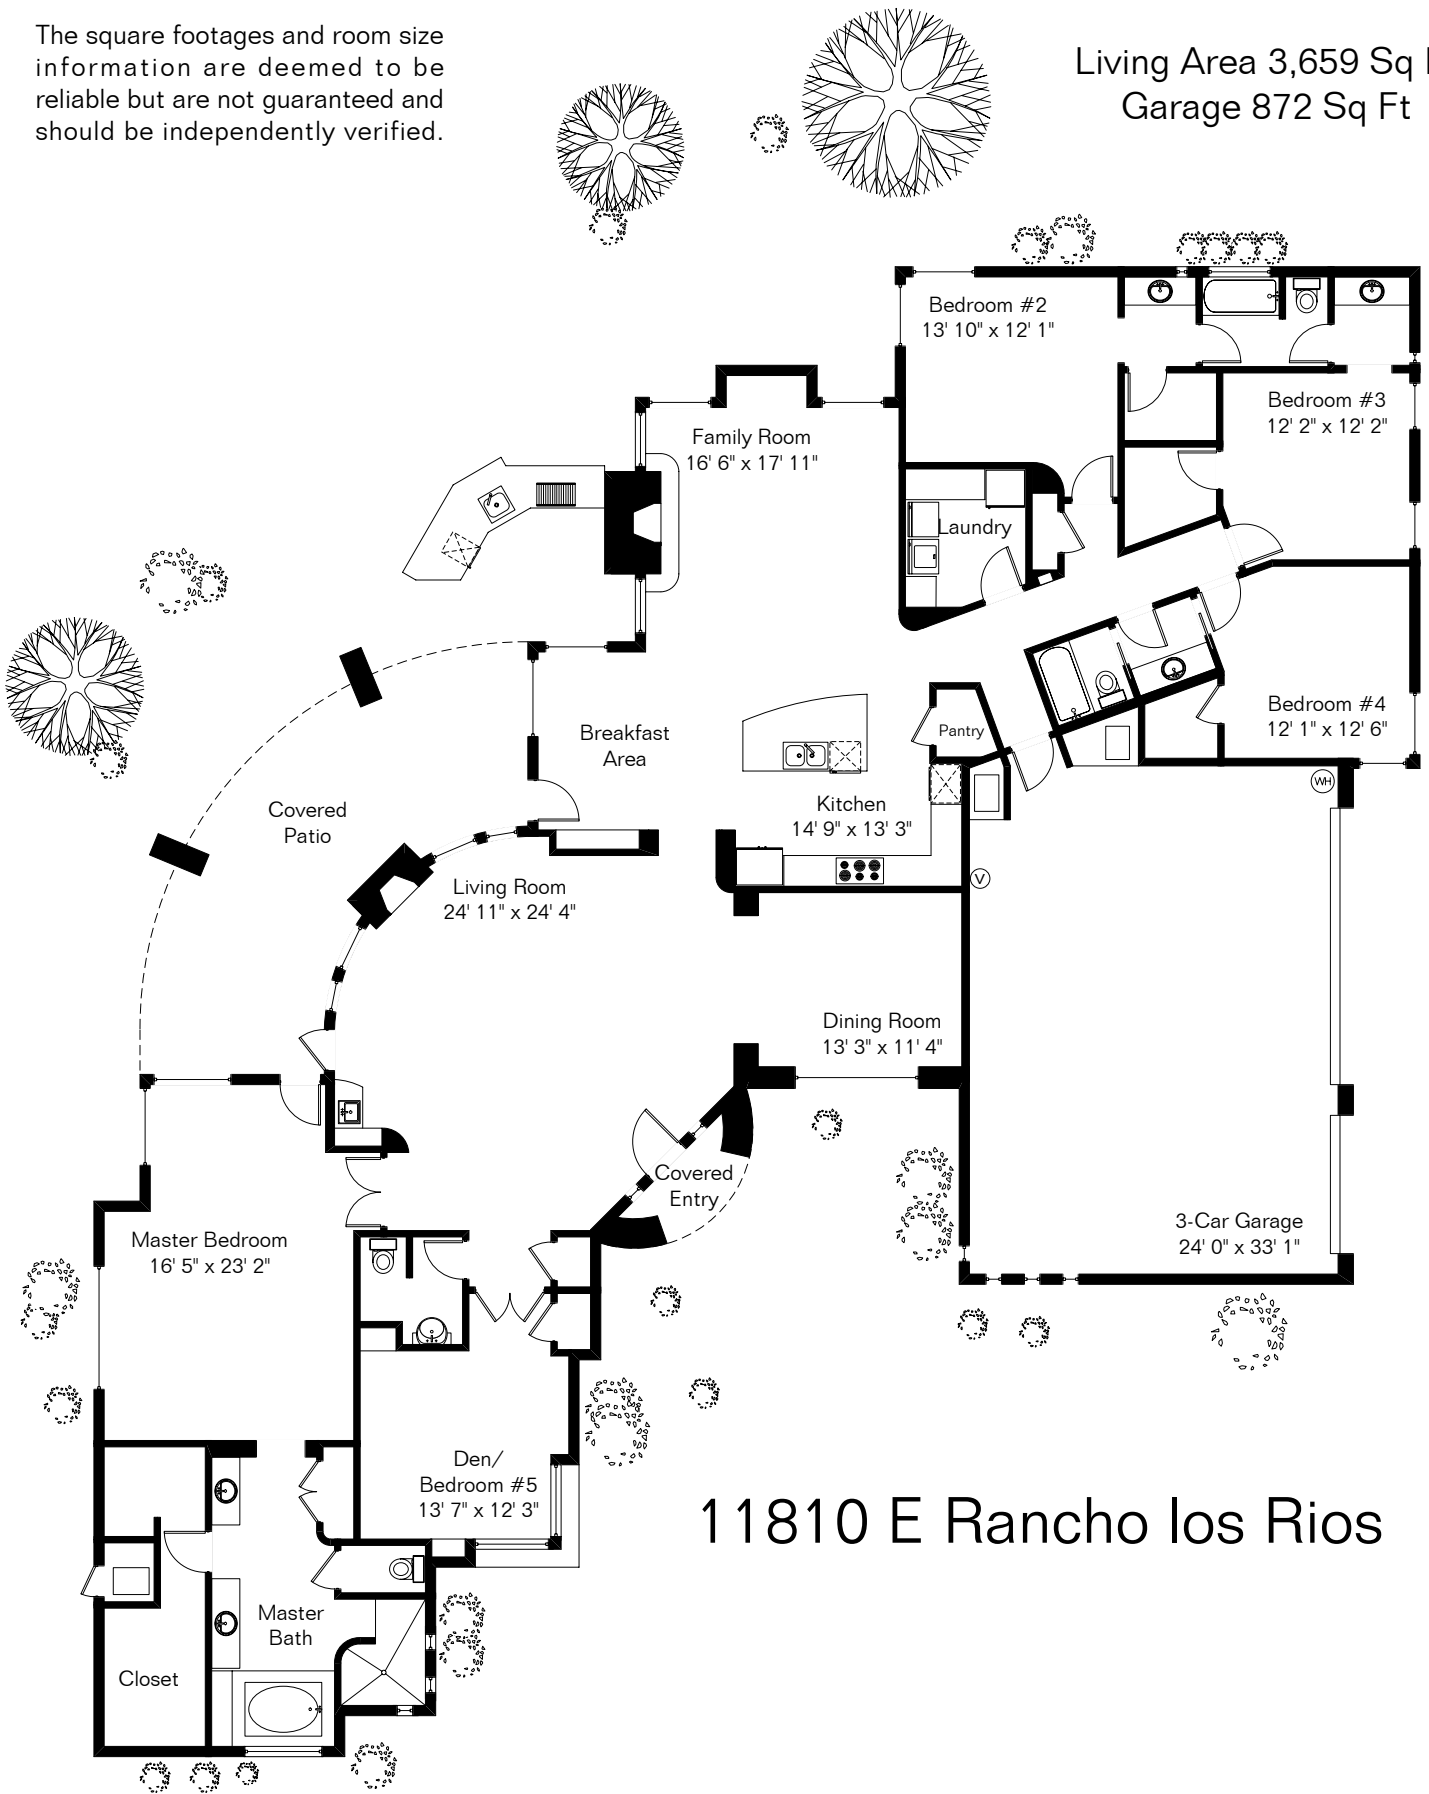 The square footages and room size
information are deemed to be
reliable but are not guaranteed and
should be independently verified.
Living Area 3,659 Sq
Garage 872 Sq Ft
Bedroom #2
13' 10" x 12' 1"
Bedroom #3
12' 2" x 12' 2"
Family Room
16' 6" x 17' 11"
Laundry
Bedroom #4
12' 1" x 12' 6"
Pantry
Breakfast
Area
WH
Kitchen
14' 9" x 13' 3"
Covered
Patio
V
Living Room
24' 11" x 24' 4"
Dining Room
13' 3" x 11' 4"
Covered
Entry
3-Car Garage
24' 0" x 33' 1"
Master Bedroom
16' 5" x 23' 2"
Den/
Bedroom #5
13' 7" x 12' 3"
11810 E Rancho los Rios
Master
Bath
Closet